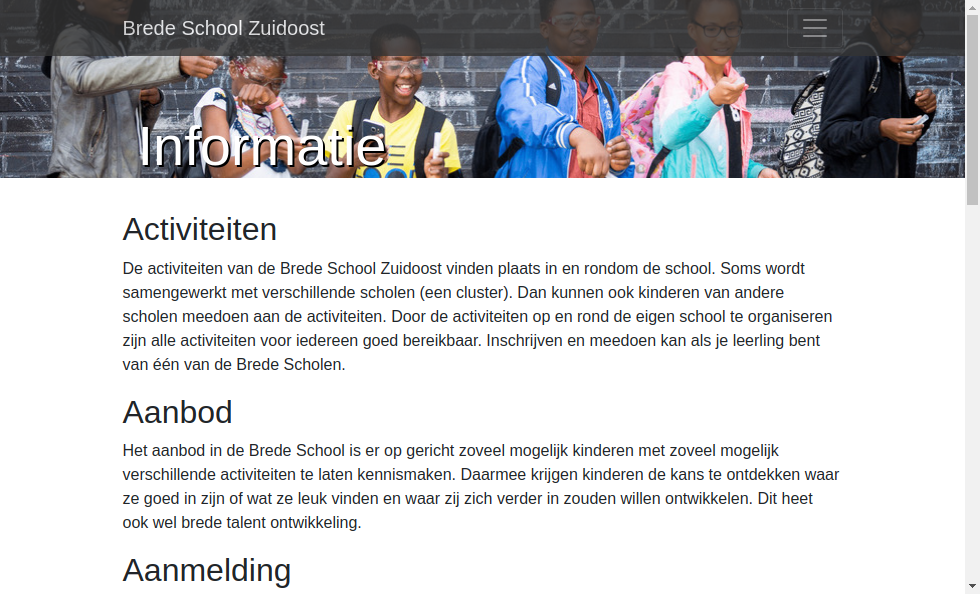 Brede School Zuidoost
Informatie
Activiteiten
De activiteiten van de Brede School Zuidoost vinden plaats in en rondom de school. Soms wordt
samengewerkt met verschillende scholen (een cluster). Dan kunnen ook kinderen van andere
scholen meedoen aan de activiteiten. Door de activiteiten op en rond de eigen school te organiseren
zijn alle activiteiten voor iedereen goed bereikbaar. Inschrijven en meedoen kan als je leerling bent
van één van de Brede Scholen.
Aanbod
Het aanbod in de Brede School is er op gericht zoveel mogelijk kinderen met zoveel mogelijk
verschillende activiteiten te laten kennismaken. Daarmee krijgen kinderen de kans te ontdekken waar
ze goed in zijn of wat ze leuk vinden en waar zij zich verder in zouden willen ontwikkelen. Dit heet
ook wel brede talent ontwikkeling.
Aanmelding